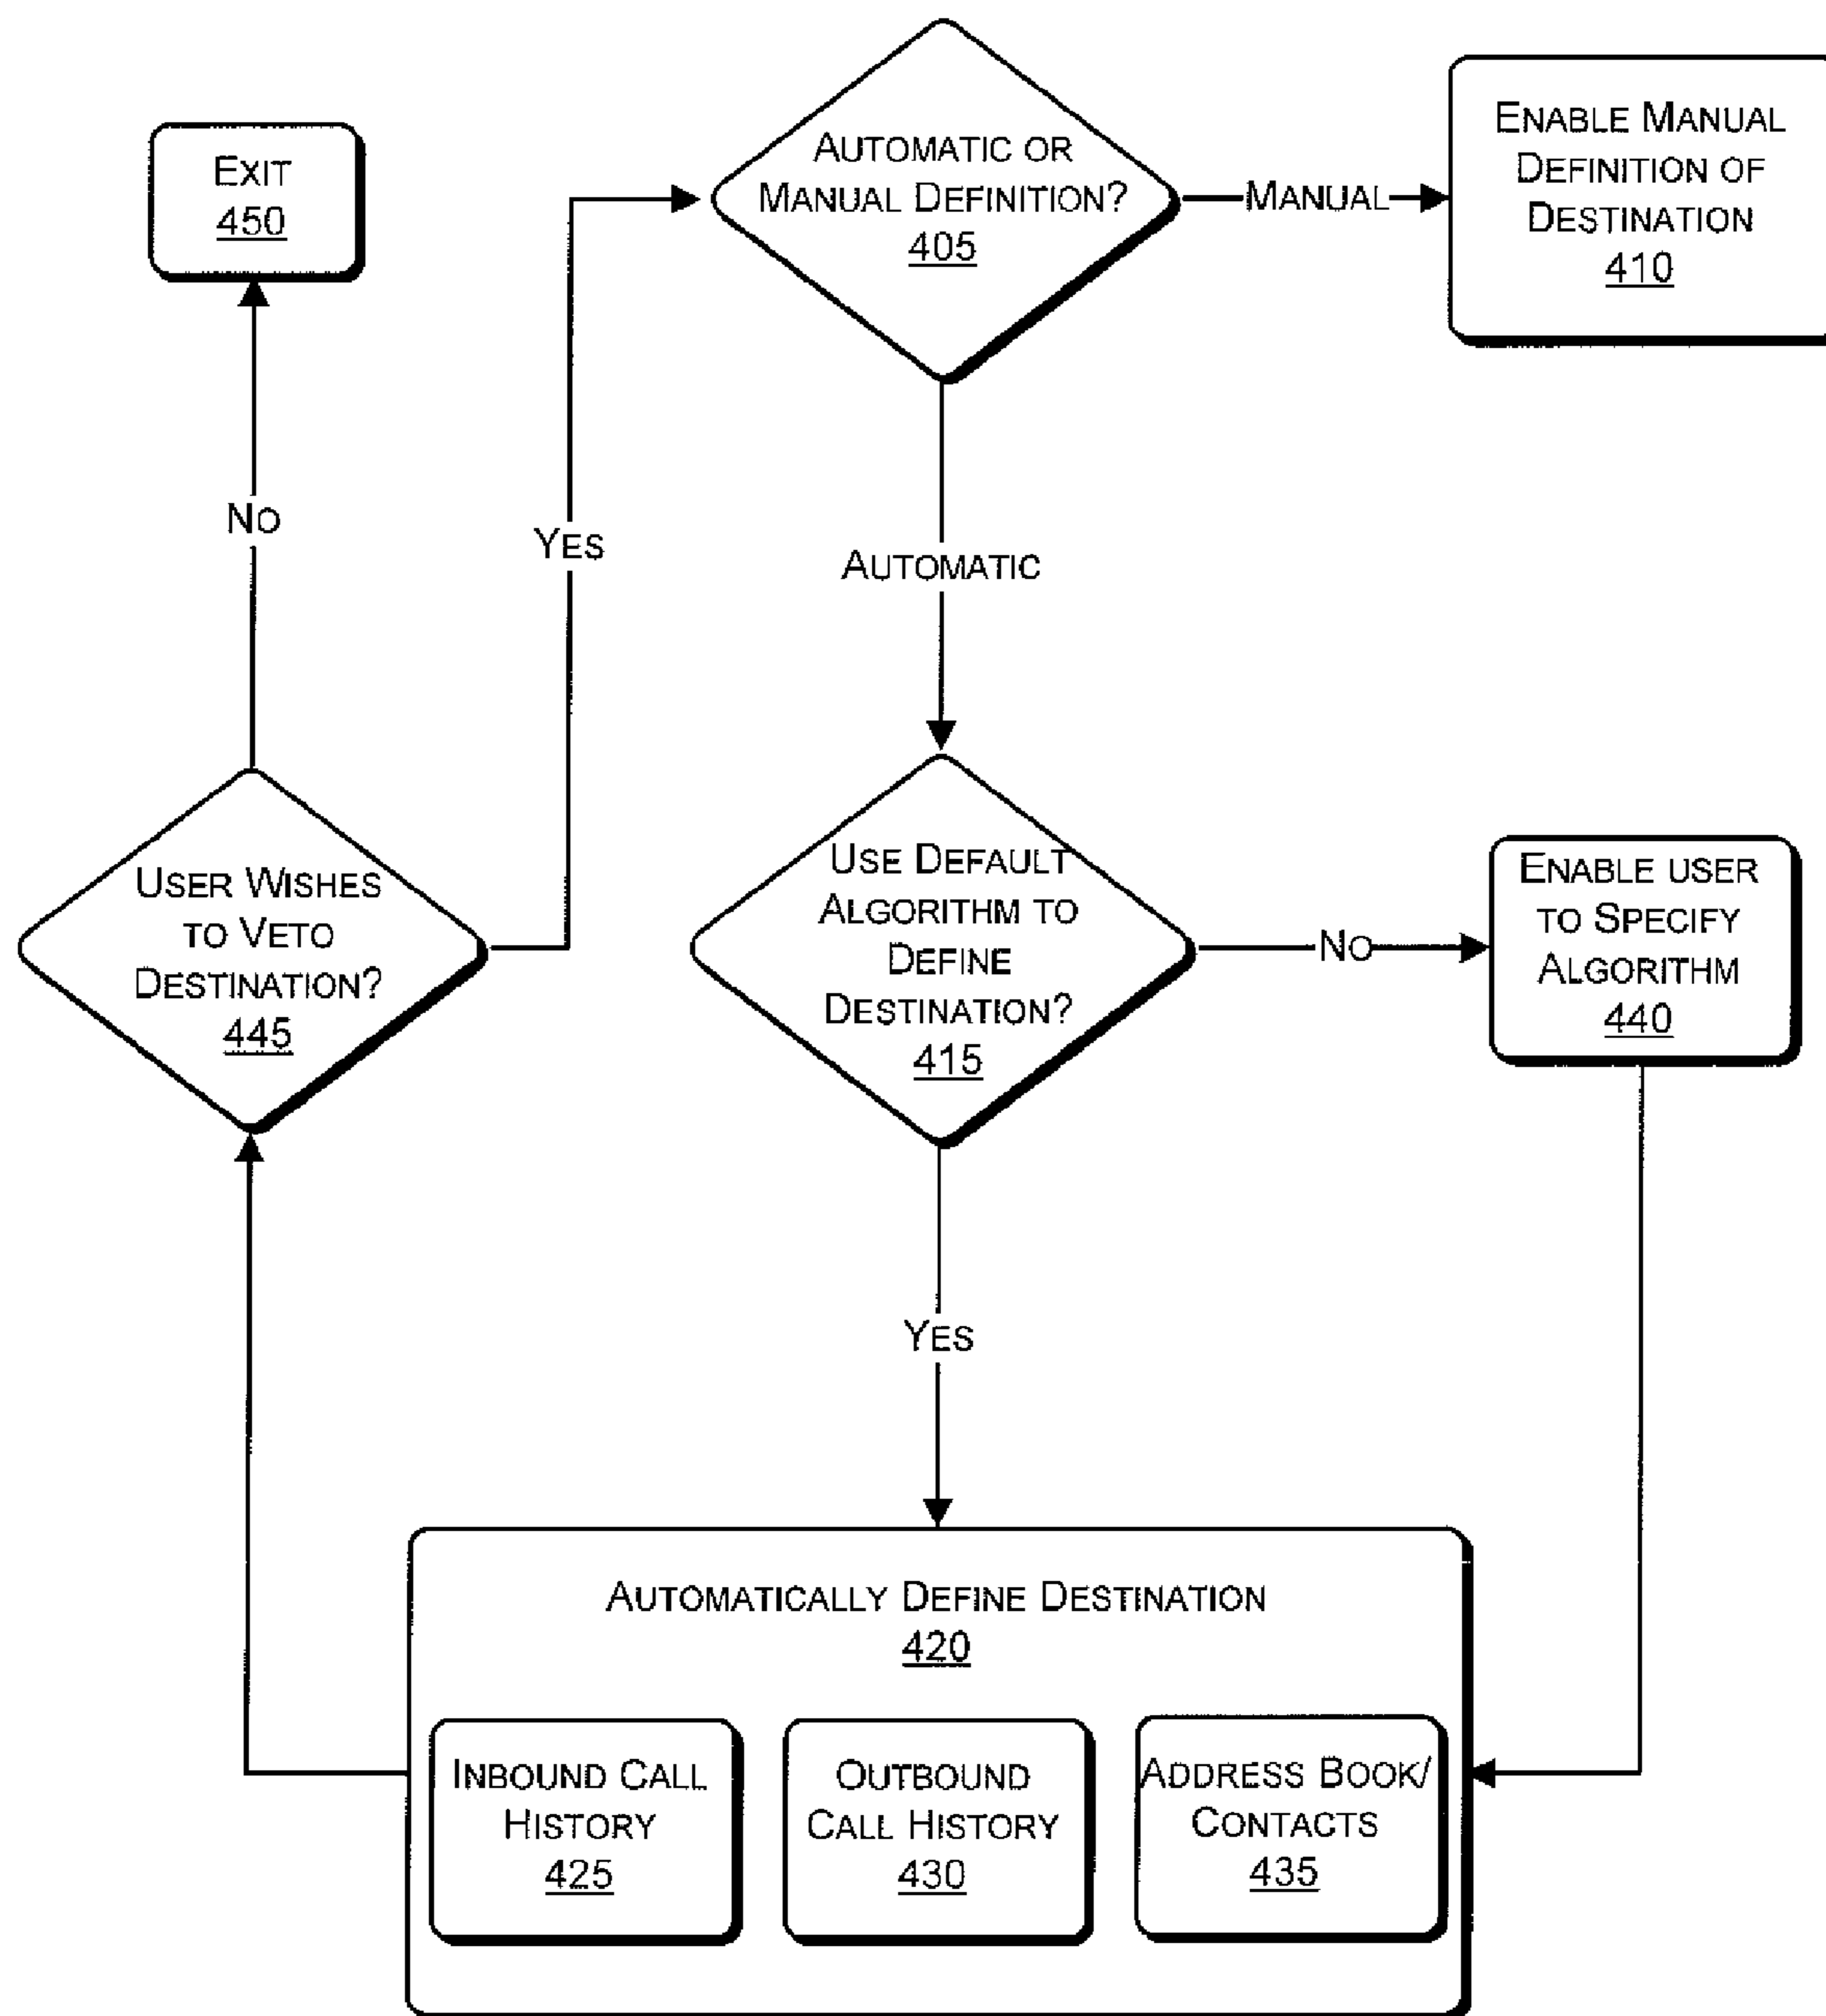 EXIT
450
AUTOMATIC OR
MANUAL DEFINITION?
405
MANUAL
ENABLE MANUAL
DEFINITION OF
DESTINATION
410
NO
YES
AUTOMATIC
USER WISHES
TO VETO
DESTINATION?
445
USE DEFAULT
ALGORITHM TO
DEFINE
DESTINATION?
415
NO
ENABLE USER
TO SPECIFY
ALGORITHM
440
YES
AUTOMATICALLY DEFINE DESTINATION
420
INBOUND CALL
HISTORY
425
OUTBOUND
CALL HISTORY
430
ADDRESS BOOK/
CONTACTS
435